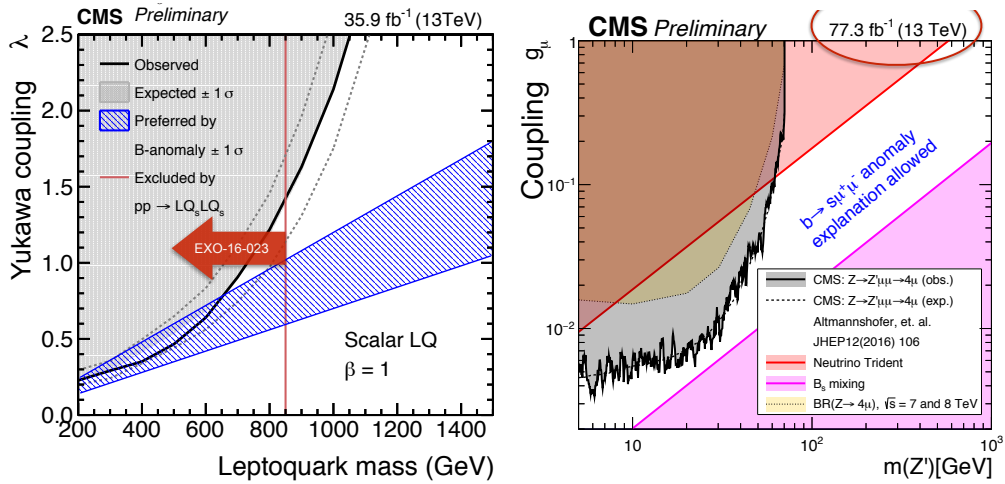 CMS Preliminary 35.9 fb⁻¹ (13TeV)
Yukawa coupling λ
2.5
2.0
1.5
1.0
0.5
0.0
Observed
Expected ± 1 σ
Preferred by
B-anomaly ± 1 σ
Excluded by
pp → LQₛLQₛ
EXO-16-023
Scalar LQ
β = 1
200 400 600 800 1000 1200 1400
Leptoquark mass (GeV)
CMS Preliminary 77.3 fb⁻¹ (13 TeV)
Coupling g_μ
1
10⁻¹
10⁻²
b→ sμ⁺μ⁻ anomaly
explanation allowed
CMS: Z→Z'μμ→4μ (obs.)
CMS: Z→Z'μμ→4μ (exp.)
Altmannshofer, et. al.
JHEP12(2016) 106
Neutrino Trident
Bₛ mixing
BR(Z→ 4μ), √s = 7 and 8 TeV
10 10² 10³
m(Z')[GeV]